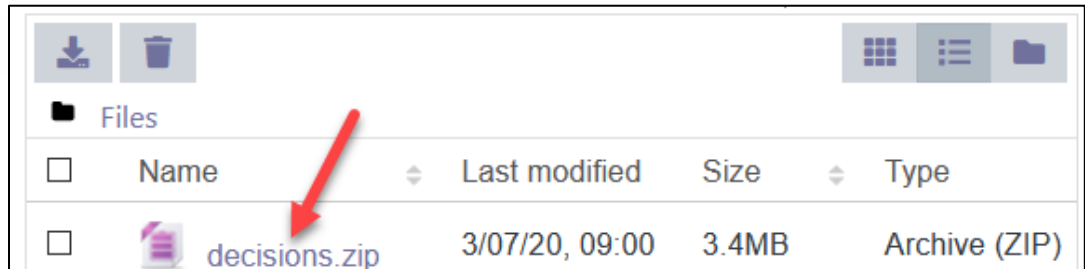 Files
Name Last modified Size Type
decisions.zip 3/07/20, 09:00 3.4MB Archive (ZIP)